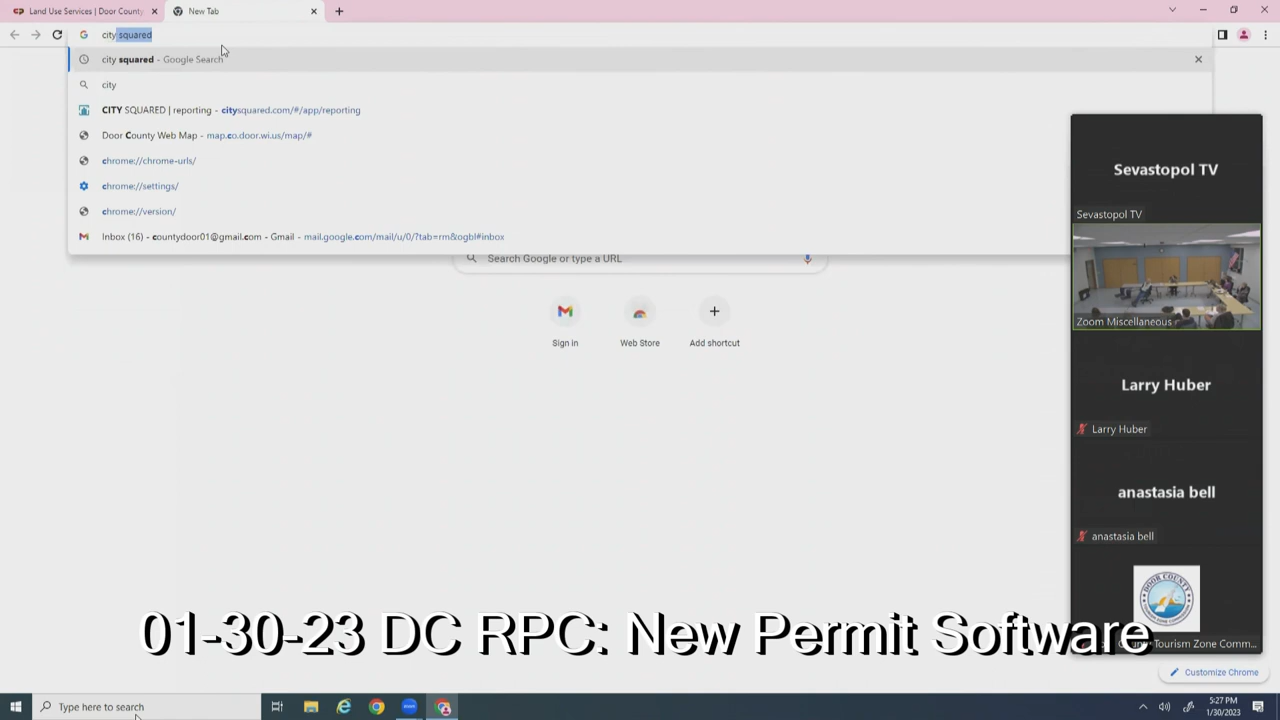 Land Use Services | Door County
New Tab
city squared
city squared - Google Search
city
CITY SQUARED | reporting - citysquared.com/#/app/reporting
Door County Web Map - map.co.door.wi.us/map/#
chrome://chrome-urls/
chrome://settings/
chrome://version/
Inbox (16) - countydoor01@gmail.com - Gmail - mail.google.com/mail/u/0/?tab=rm&ogbl#inbox
Search Google or type a URL
Sign in
Web Store
Add shortcut
Sevastopol TV
Sevastopol TV
Zoom Miscellaneous
Larry Huber
Larry Huber
anastasia bell
anastasia bell
DOOR COUNTY
Tourism Zone Comm...
01-30-23 DC RPC: New Permit Software
Customize Chrome
Type here to search
5:27 PM
1/30/2023